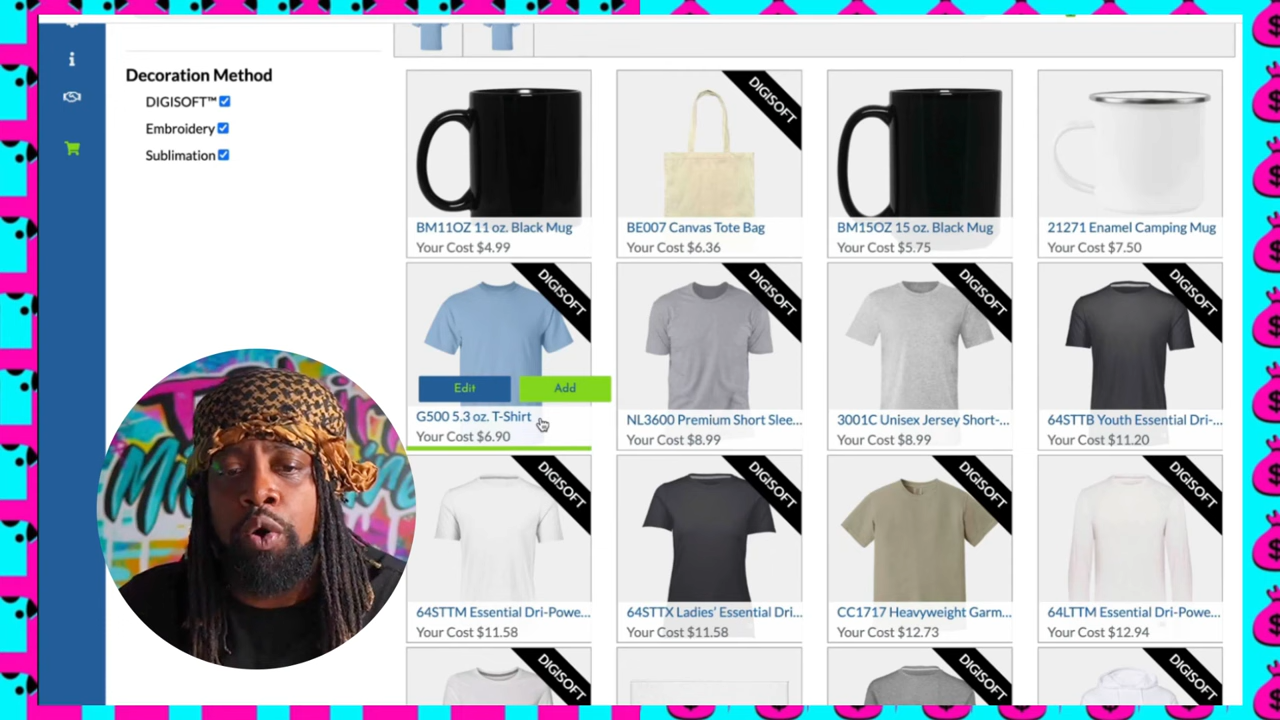 Decoration Method
DIGISOFT™
Embroidery
Sublimation
DIGISOFT
BM11OZ 11 oz. Black Mug
Your Cost $4.99
BE007 Canvas Tote Bag
Your Cost $6.36
BM15OZ 15 oz. Black Mug
Your Cost $5.75
21271 Enamel Camping Mug
Your Cost $7.50
DIGISOFT
DIGISOFT
DIGISOFT
DIGISOFT
Edit
Add
G500 5.3 oz. T-Shirt
Your Cost $6.90
NL3600 Premium Short Slee...
Your Cost $8.99
3001C Unisex Jersey Short-...
Your Cost $8.99
64STTB Youth Essential Dri-...
Your Cost $11.20
DIGISOFT
DIGISOFT
DIGISOFT
DIGISOFT
64STTM Essential Dri-Powe...
Your Cost $11.58
64STTX Ladies' Essential Dri...
Your Cost $11.58
CC1717 Heavyweight Garm...
Your Cost $12.73
64LTTM Essential Dri-Powe...
Your Cost $12.94
DIGISOFT
DIGISOFT
DIGISOFT